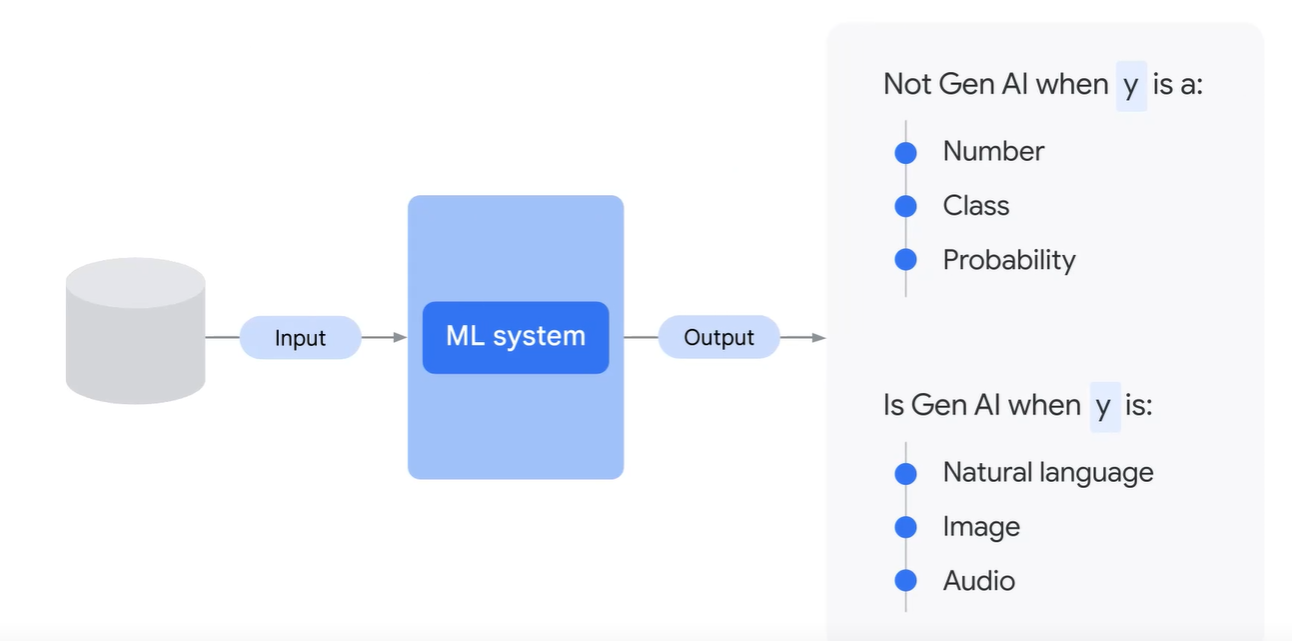 Input
ML system
Output
Not Gen AI when y is a:
Number
Class
Probability
Is Gen AI when y is:
Natural language
Image
Audio